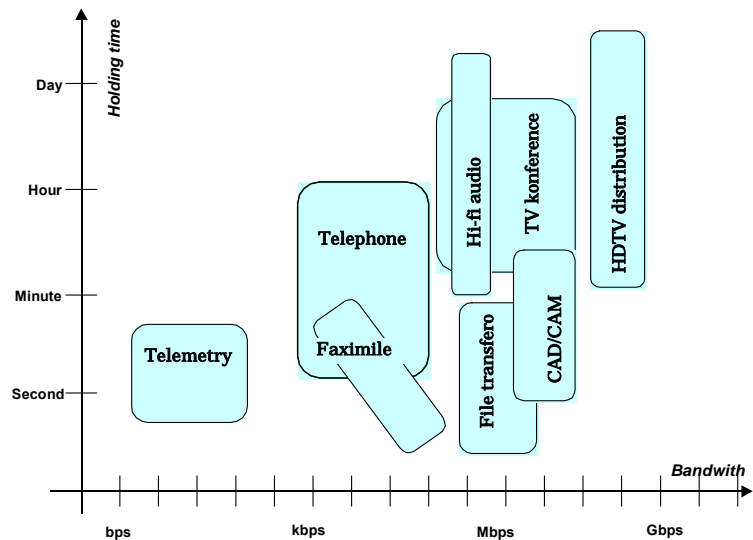 Holding time
Day
Hour
Minute
Second
Hi-fi audio
TV konference
HDTV distribution
Telephone
Telemetry
Faximile
File transfero
CAD/CAM
Bandwith
bps
kbps
Mbps
Gbps